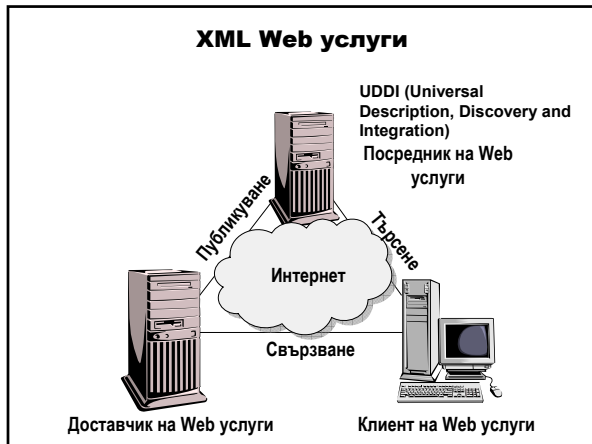 XML Web услуги
UDDI (Universal
Description, Discovery and
Integration)
Посредник на Web
услуги
Публикуване
Търсене
Интернет
Свързване
Доставчик на Web услуги
Клиент на Web услуги